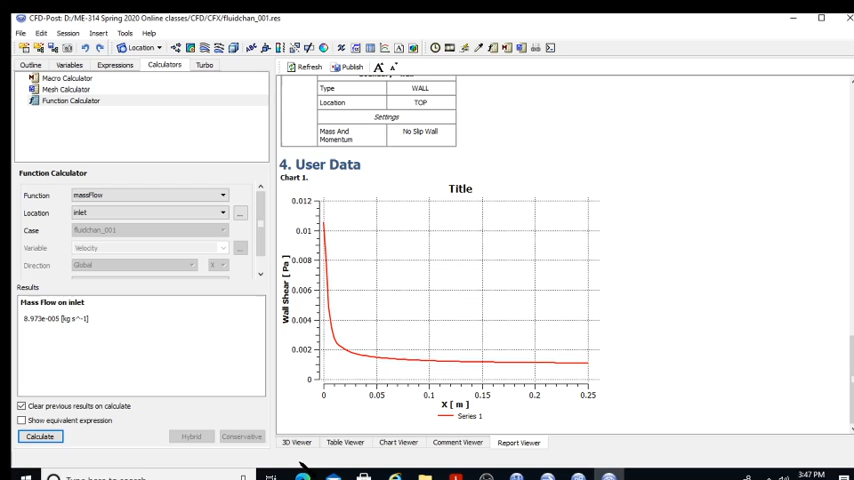 CFD-Post: D:/ME-314 Spring 2020 Online classes/CFD/CFX/fluidchan_001.res
File Edit Session Insert Tools Help
Location
Outline Variables Expressions Calculators Turbo
Macro Calculator
Mesh Calculator
Function Calculator
Function Calculator
Function massFlow
Location inlet
Case fluidchan_001
Variable Velocity
Direction Global X
Results
Mass Flow on inlet
8.973e-005 [kg s^-1]
Clear previous results on calculate
Show equivalent expression
Calculate Hybrid Conservative
Refresh Publish
Type WALL
Location TOP
Settings
Mass And Momentum No Slip Wall
4. User Data
Chart 1.
Title
0.012
0.01
0.008
0.006
0.004
0.002
0
Wall Shear [ Pa ]
0 0.05 0.1 0.15 0.2 0.25
X [ m ]
Series 1
3D Viewer Table Viewer Chart Viewer Comment Viewer Report Viewer
Type here to search
3:47 PM